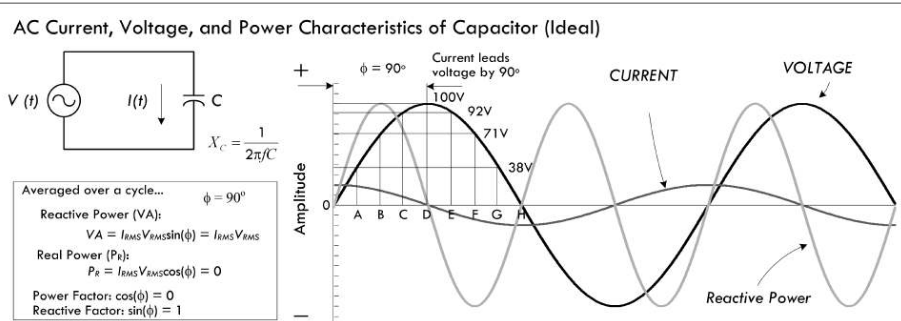 AC Current, Voltage, and Power Characteristics of Capacitor (Ideal)
V (t)
I(t)
C
X_C = 1 / 2πfC
Averaged over a cycle...
ϕ = 90°
Reactive Power (VA):
VA = I_RMS V_RMS sin(ϕ) = I_RMS V_RMS
Real Power (P_R):
P_R = I_RMS V_RMS cos(ϕ) = 0
Power Factor: cos(ϕ) = 0
Reactive Factor: sin(ϕ) = 1
+
ϕ = 90°
Current leads
voltage by 90°
CURRENT
VOLTAGE
100V
92V
71V
38V
Amplitude
0
A B C D E F G H
Reactive Power
–